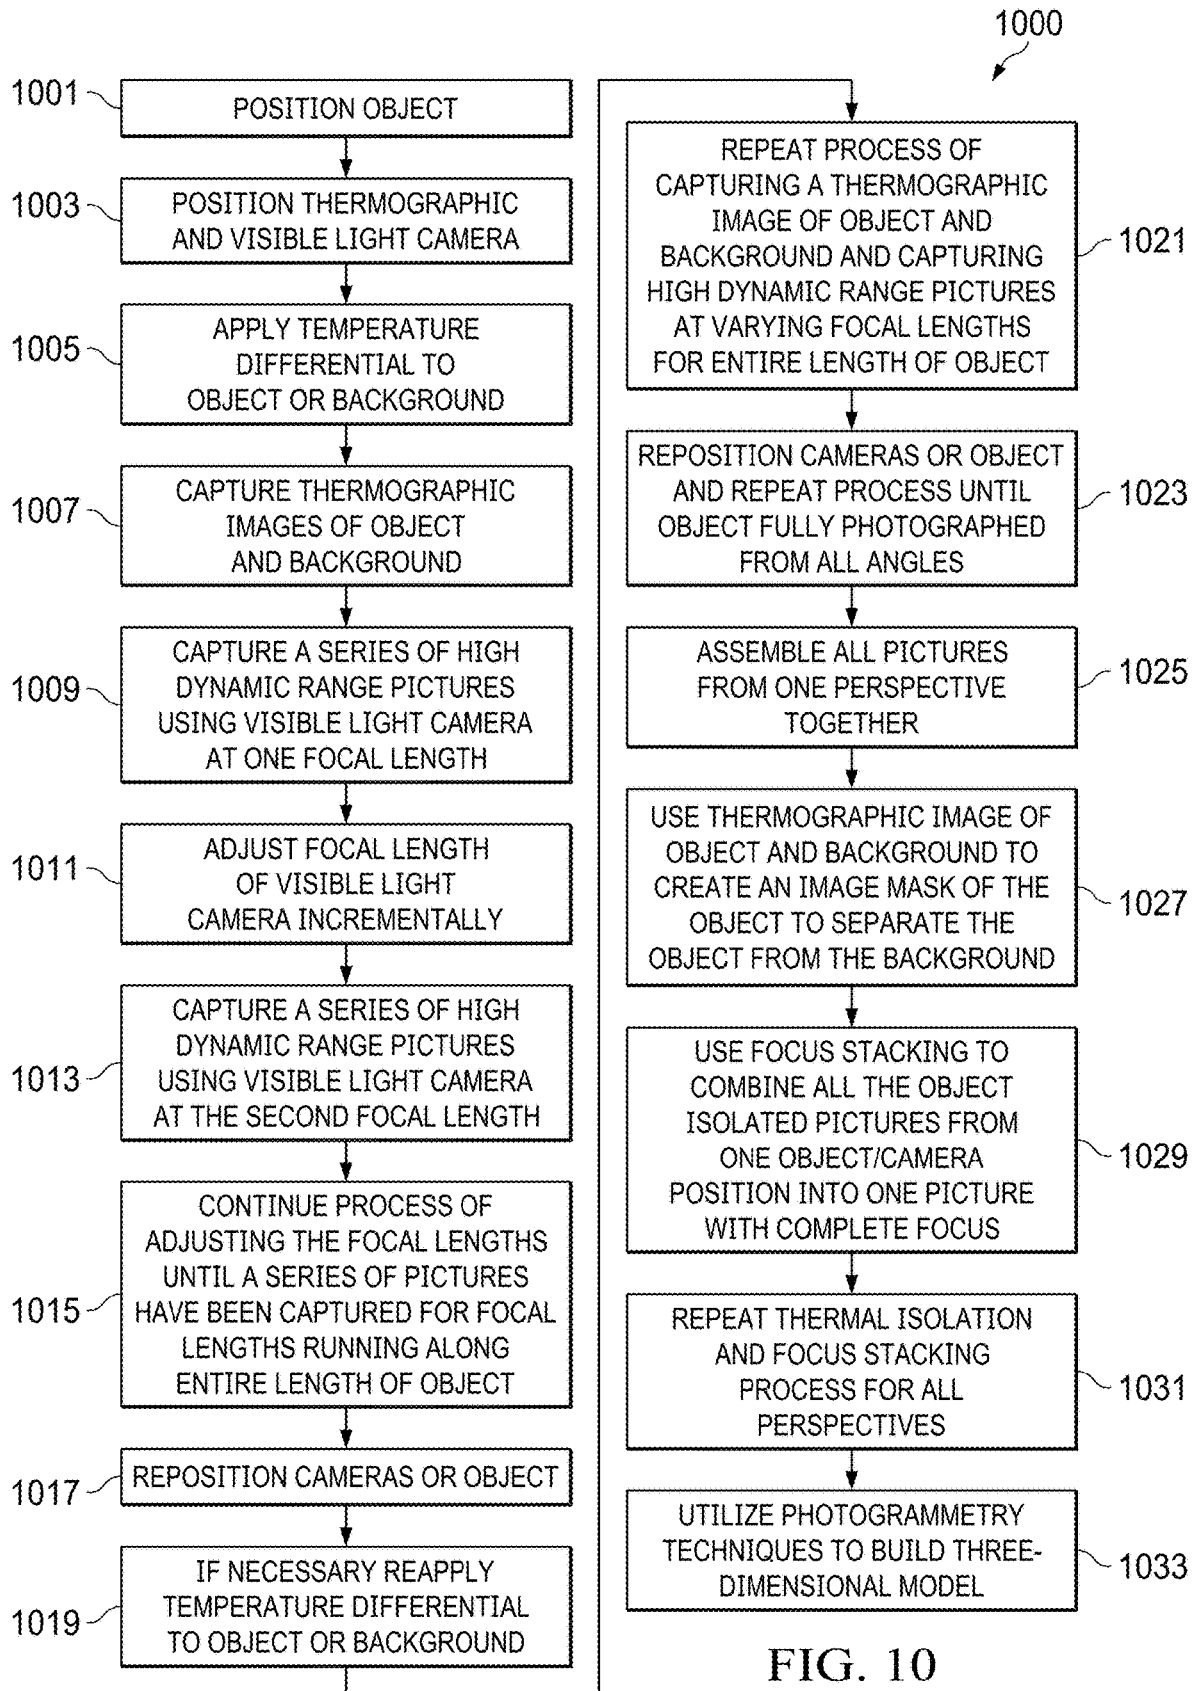 1000
1001
POSITION OBJECT
1003
POSITION THERMOGRAPHIC
AND VISIBLE LIGHT CAMERA
1005
APPLY TEMPERATURE
DIFFERENTIAL TO
OBJECT OR BACKGROUND
1007
CAPTURE THERMOGRAPHIC
IMAGES OF OBJECT
AND BACKGROUND
1009
CAPTURE A SERIES OF HIGH
DYNAMIC RANGE PICTURES
USING VISIBLE LIGHT CAMERA
AT ONE FOCAL LENGTH
1011
ADJUST FOCAL LENGTH
OF VISIBLE LIGHT
CAMERA INCREMENTALLY
1013
CAPTURE A SERIES OF HIGH
DYNAMIC RANGE PICTURES
USING VISIBLE LIGHT CAMERA
AT THE SECOND FOCAL LENGTH
1015
CONTINUE PROCESS OF
ADJUSTING THE FOCAL LENGTHS
UNTIL A SERIES OF PICTURES
HAVE BEEN CAPTURED FOR FOCAL
LENGTHS RUNNING ALONG
ENTIRE LENGTH OF OBJECT
1017
REPOSITION CAMERAS OR OBJECT
1019
IF NECESSARY REAPPLY
TEMPERATURE DIFFERENTIAL
TO OBJECT OR BACKGROUND
REPEAT PROCESS OF
CAPTURING A THERMOGRAPHIC
IMAGE OF OBJECT AND
BACKGROUND AND CAPTURING
HIGH DYNAMIC RANGE PICTURES
AT VARYING FOCAL LENGTHS
FOR ENTIRE LENGTH OF OBJECT
1021
REPOSITION CAMERAS OR OBJECT
AND REPEAT PROCESS UNTIL
OBJECT FULLY PHOTOGRAPHED
FROM ALL ANGLES
1023
ASSEMBLE ALL PICTURES
FROM ONE PERSPECTIVE
TOGETHER
1025
USE THERMOGRAPHIC IMAGE OF
OBJECT AND BACKGROUND TO
CREATE AN IMAGE MASK OF THE
OBJECT TO SEPARATE THE
OBJECT FROM THE BACKGROUND
1027
USE FOCUS STACKING TO
COMBINE ALL THE OBJECT
ISOLATED PICTURES FROM
ONE OBJECT/CAMERA
POSITION INTO ONE PICTURE
WITH COMPLETE FOCUS
1029
REPEAT THERMAL ISOLATION
AND FOCUS STACKING
PROCESS FOR ALL
PERSPECTIVES
1031
UTILIZE PHOTOGRAMMETRY
TECHNIQUES TO BUILD THREE-
DIMENSIONAL MODEL
1033
FIG. 10